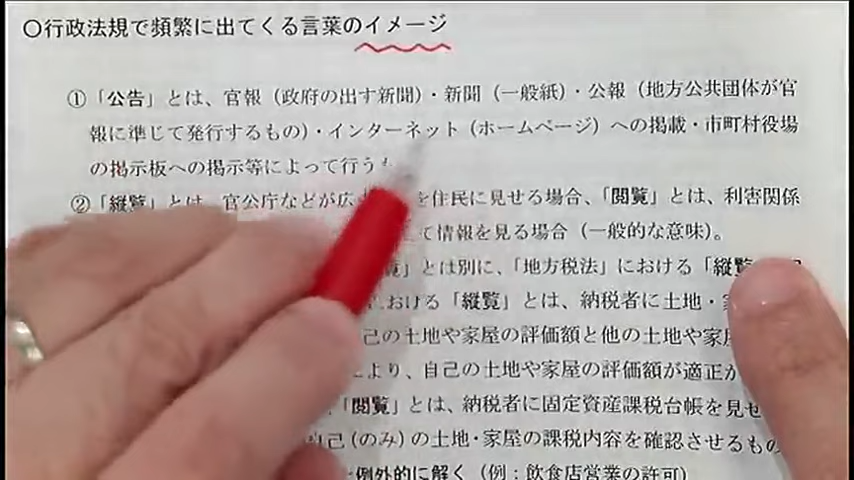 〇行政法規で頻繁に出てくる言葉のイメージ
①「公告」とは、官報（政府の出す新聞）・新聞（一般紙）・公報（地方公共団体が官
報に準じて発行するもの）・インターネット（ホームページ）への掲載・市町村役場
の掲示板への掲示等によって行う
②「縦覧」とは、官公庁などが広 を住民に見せる場合、「閲覧」とは、利害関係
て情報を見る場合（一般的な意味）。
覧」とは別に、「地方税法」における「縦覧
における「縦覧」とは、納税者に土地・
己の土地や家屋の評価額と他の土地や家屋
により、自己の土地や家屋の評価額が適正か
「閲覧」とは、納税者に固定資産課税台帳を見せ
自己（のみ）の土地・家屋の課税内容を確認させるもの
例外的に解く（例：飲食店営業の許可）